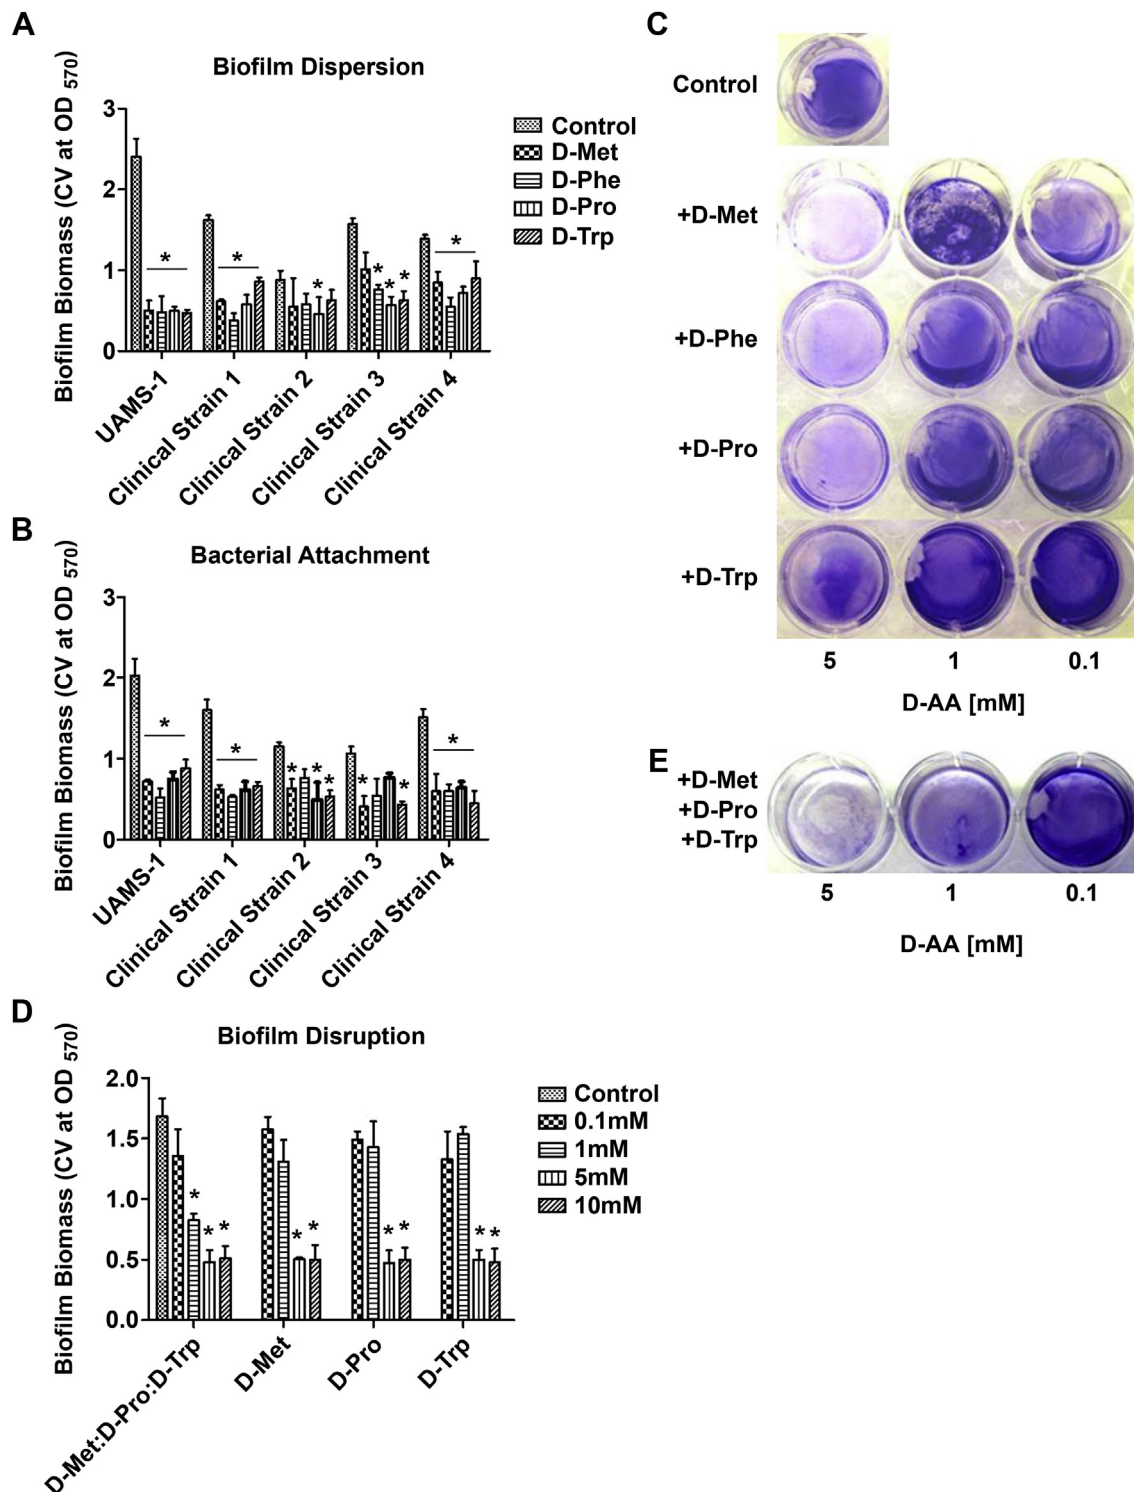 A
Biofilm Dispersion
Biofilm Biomass (CV at OD 570)
3
2
1
0
Control
D-Met
D-Phe
D-Pro
D-Trp
*
*
*
*
*
*
*
UAMS-1
Clinical Strain 1
Clinical Strain 2
Clinical Strain 3
Clinical Strain 4
B
Bacterial Attachment
Biofilm Biomass (CV at OD 570)
3
2
1
0
*
*
*
*
*
*
*
*
UAMS-1
Clinical Strain 1
Clinical Strain 2
Clinical Strain 3
Clinical Strain 4
C
Control
+D-Met
+D-Phe
+D-Pro
+D-Trp
5 1 0.1
D-AA [mM]
D
Biofilm Disruption
Biofilm Biomass (CV at OD 570)
2.0
1.5
1.0
0.5
0.0
Control
0.1mM
1mM
5mM
10mM
*
* *
* *
* *
* *
D-Met:D-Pro:D-Trp
D-Met
D-Pro
D-Trp
E
+D-Met
+D-Pro
+D-Trp
5 1 0.1
D-AA [mM]